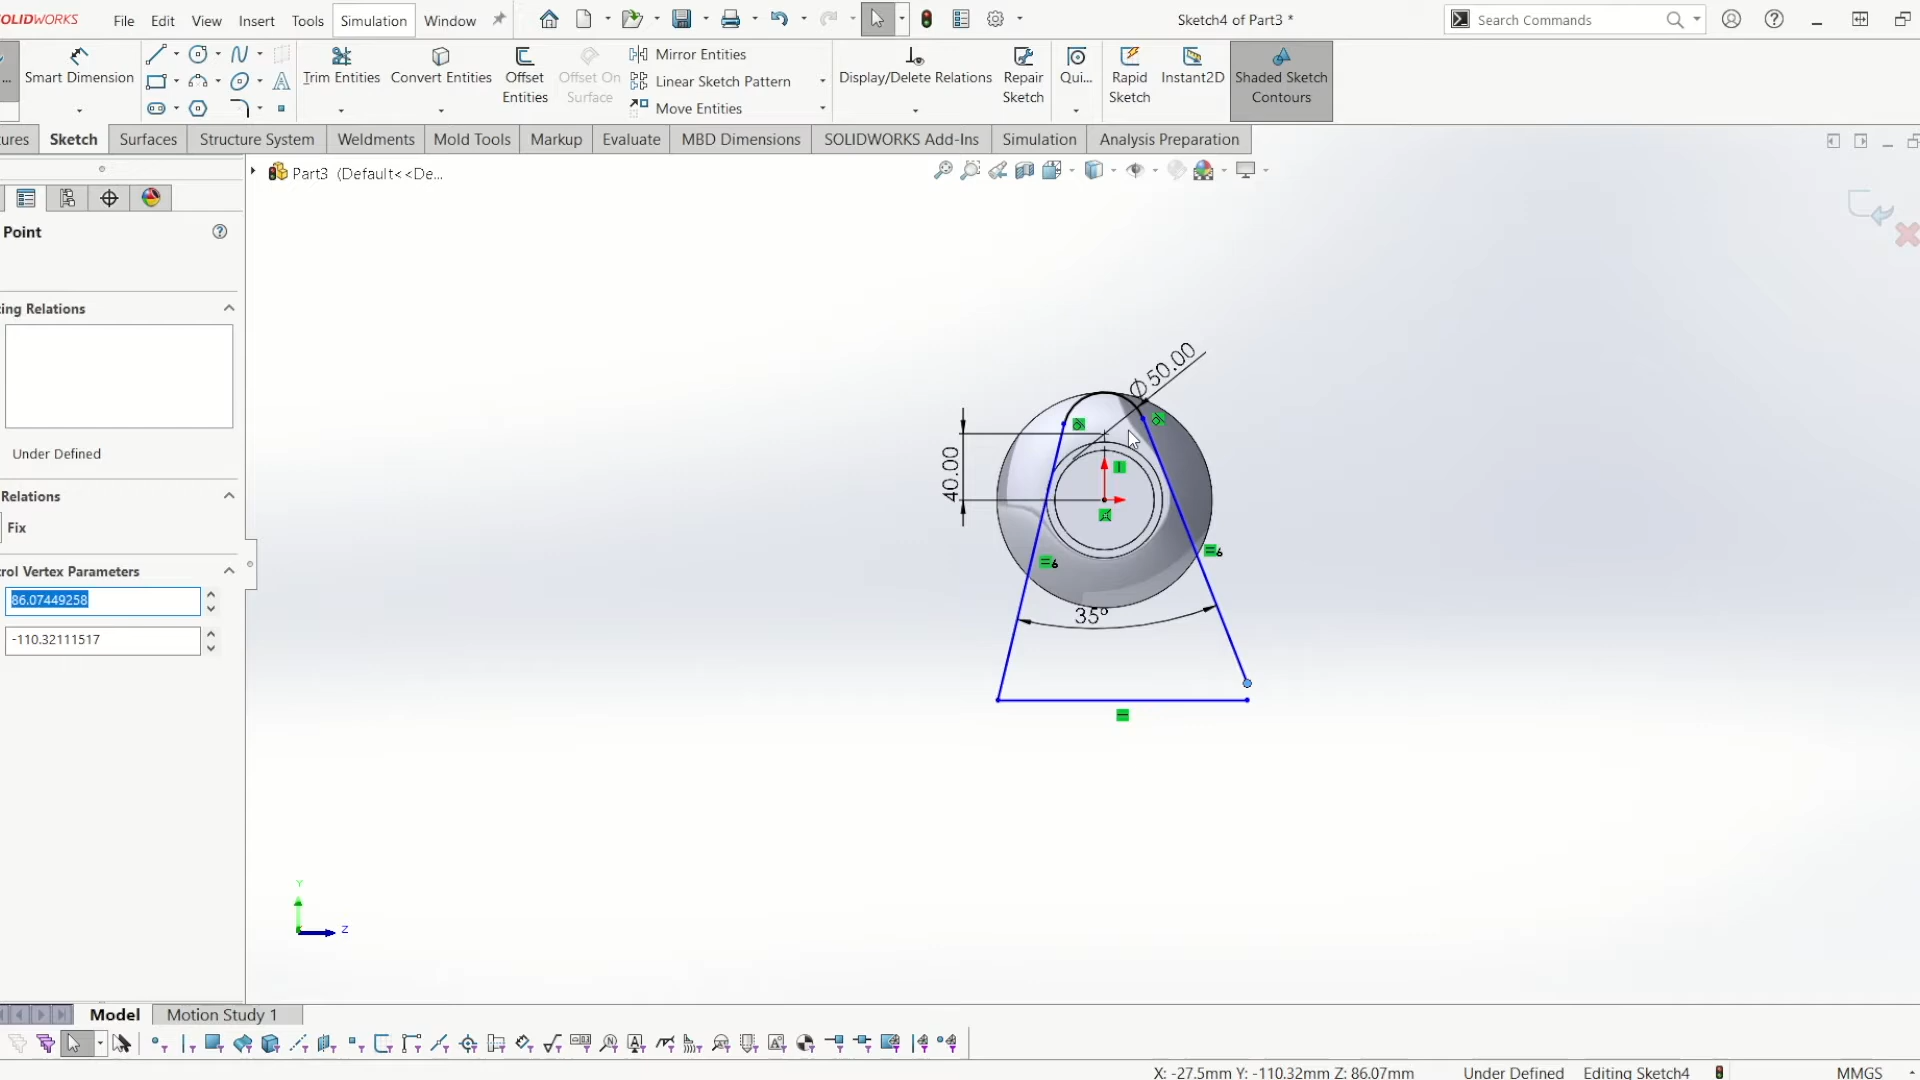 SOLIDWORKS File Edit View Insert Tools Simulation Window Sketch4 of Part3 * Search Commands
Smart Dimension Trim Entities Convert Entities Offset Entities Offset On Surface Mirror Entities Linear Sketch Pattern Move Entities Display/Delete Relations Repair Sketch Qui... Rapid Sketch Instant2D Shaded Sketch Contours
ures Sketch Surfaces Structure System Weldments Mold Tools Markup Evaluate MBD Dimensions SOLIDWORKS Add-Ins Simulation Analysis Preparation
Part3 (Default<<De...
Point
ing Relations
Under Defined
Relations
Fix
rol Vertex Parameters
86.07449258
-110.32111517
Ø50.00
40.00
35°
Y
Z
Model Motion Study 1
X: -27.5mm Y: -110.32mm Z: 86.07mm Under Defined Editing Sketch4 MMGS